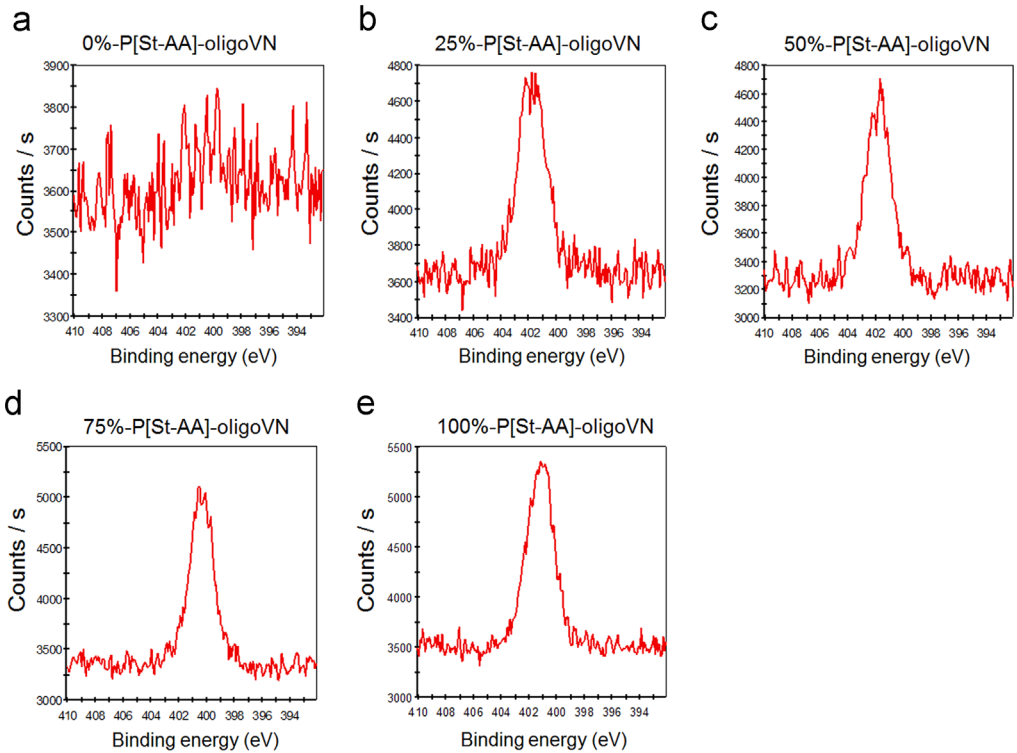 a
0%-P[St-AA]-oligoVN
3900
3800
3700
3600
3500
3400
3300
Counts / s
410 408 406 404 402 400 398 396 394
Binding energy (eV)
b
25%-P[St-AA]-oligoVN
4800
4600
4400
4200
4000
3800
3600
3400
Counts / s
410 408 406 404 402 400 398 396 394
Binding energy (eV)
c
50%-P[St-AA]-oligoVN
4800
4600
4400
4200
4000
3800
3600
3400
3200
3000
Counts / s
410 408 406 404 402 400 398 396 394
Binding energy (eV)
d
75%-P[St-AA]-oligoVN
5500
5000
4500
4000
3500
3000
Counts / s
410 408 406 404 402 400 398 396 394
Binding energy (eV)
e
100%-P[St-AA]-oligoVN
5500
5000
4500
4000
3500
3000
Counts / s
410 408 406 404 402 400 398 396 394
Binding energy (eV)